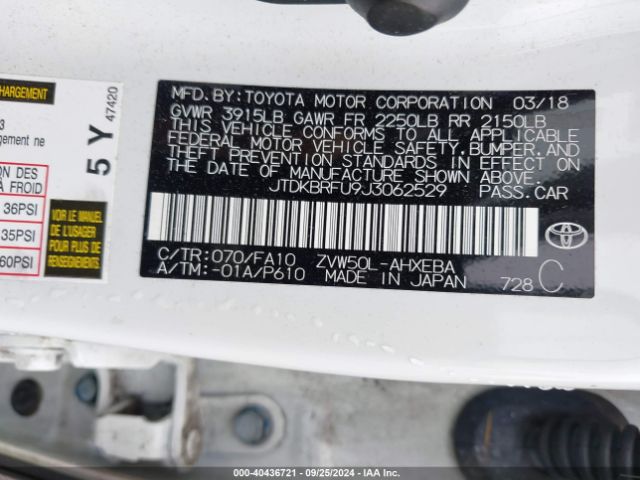 CHARGEMENT
3
ngement ne
ION DES
À FROID
36PSI
35PSI
60PSI
VOIR LE MANUEL
DE L'USAGER
POUR PLUS DE
RENSEIGNEMENTS
5 Y
47420
MFD. BY: TOYOTA MOTOR CORPORATION 03/18
GVWR 3915LB GAWR FR 2250LB RR 2150LB
THIS VEHICLE CONFORMS TO ALL APPLICABLE
FEDERAL MOTOR VEHICLE SAFETY, BUMPER, AND
THEFT PREVENTION STANDARDS IN EFFECT ON
THE DATE OF MANUFACTURE SHOWN ABOVE.
JTDKBRFU9J3062529 PASS.CAR
C/TR: 070/FA10 ZVW50L-AHXEBA
A/TM: -01A/P610 MADE IN JAPAN 728 C
TOYOTA
000-40436721 - 09/25/2024 - IAA Inc.